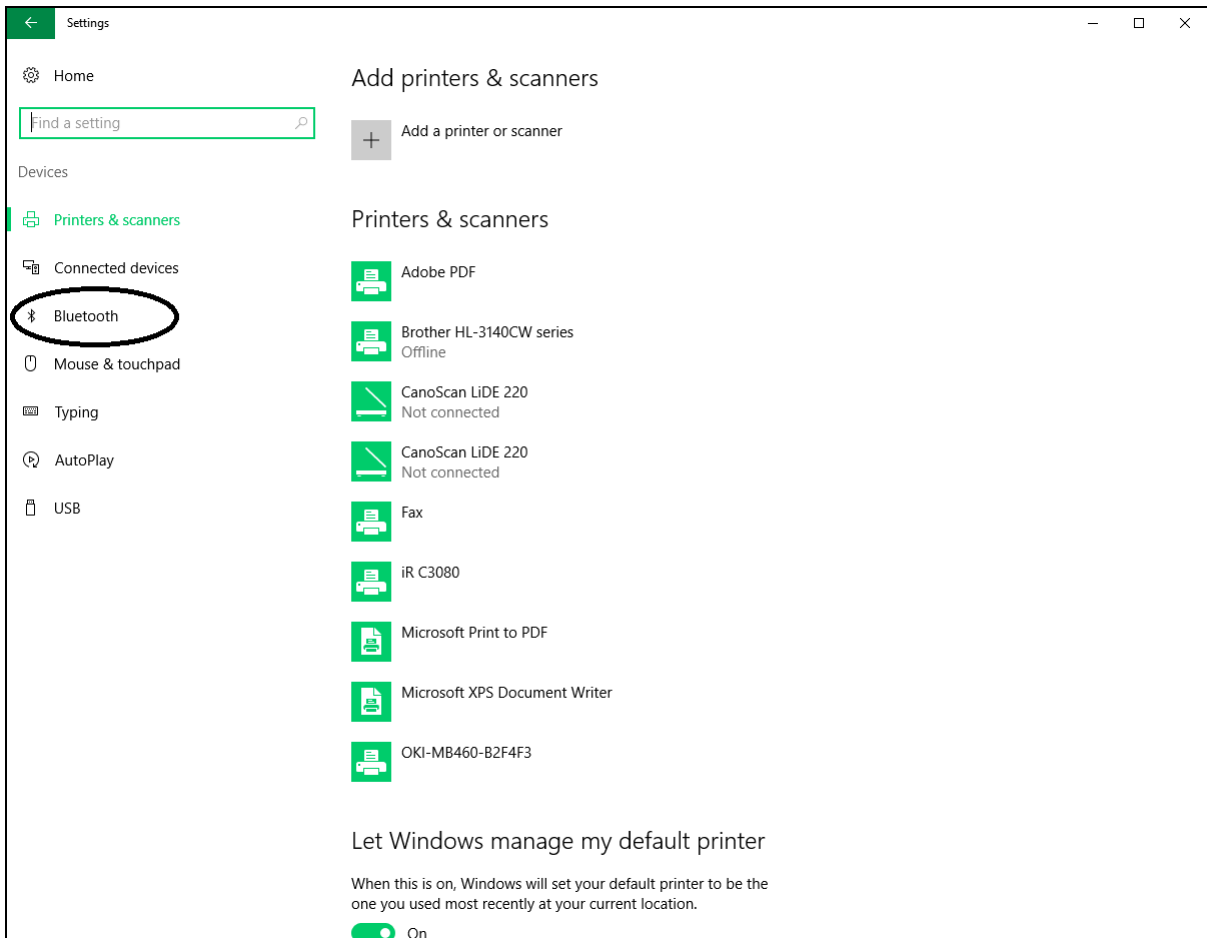 Settings
Home
Find a setting
Devices
Printers & scanners
Connected devices
Bluetooth
Mouse & touchpad
Typing
AutoPlay
USB
Add printers & scanners
Add a printer or scanner
Printers & scanners
Adobe PDF
Brother HL-3140CW series
Offline
CanoScan LiDE 220
Not connected
CanoScan LiDE 220
Not connected
Fax
iR C3080
Microsoft Print to PDF
Microsoft XPS Document Writer
OKI-MB460-B2F4F3
Let Windows manage my default printer
When this is on, Windows will set your default printer to be the
one you used most recently at your current location.
On